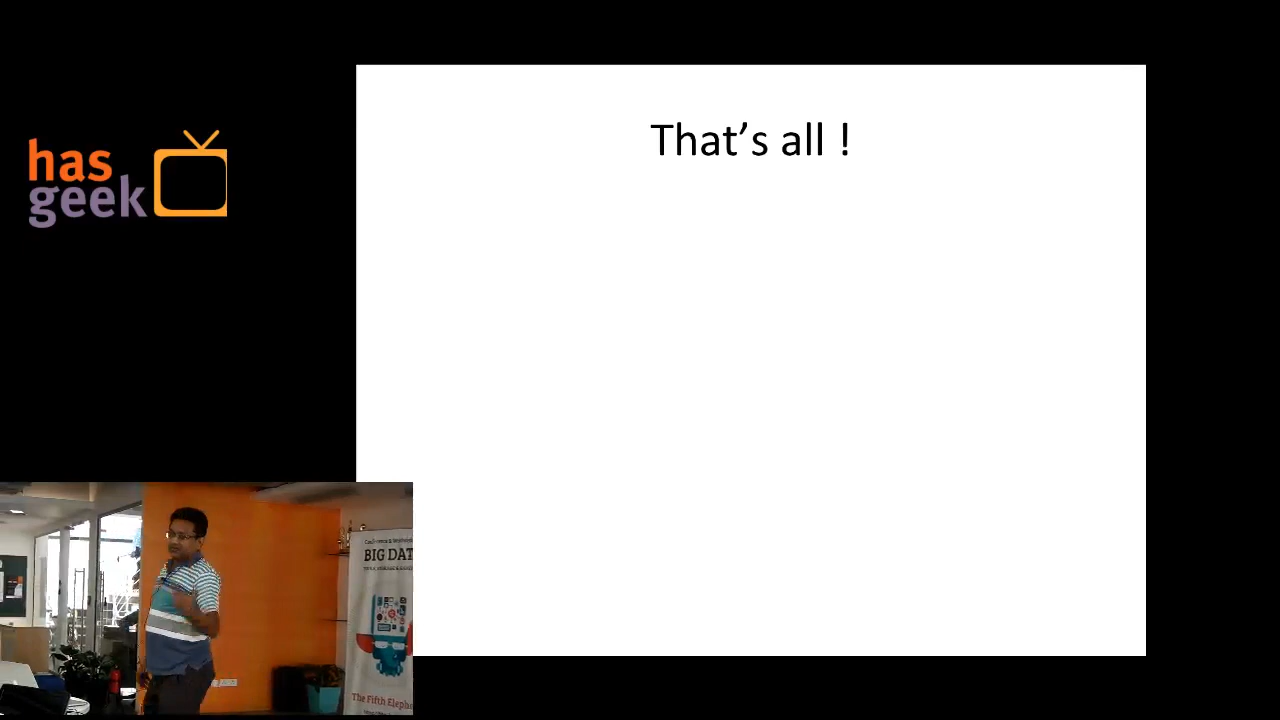 has
geek
That's all !
BIG DAT
The Fifth Eleph